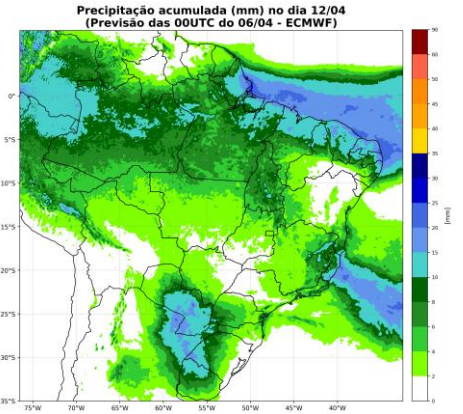 Precipitação acumulada (mm) no dia 12/04
(Previsão das 00UTC do 06/04 - ECMWF)
0°
5°S
10°S
15°S
20°S
25°S
30°S
35°S
75°W 70°W 65°W 60°W 55°W 50°W 45°W 40°W
90
60
50
45
40
35
30
25
20
15
10
8
6
4
2
0
[mm]